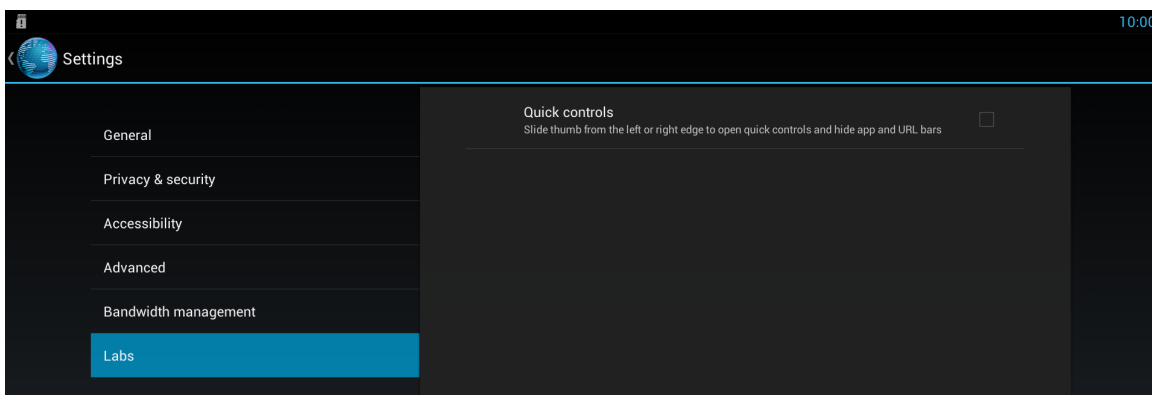 10:00
Settings
General
Privacy & security
Accessibility
Advanced
Bandwidth management
Labs
Quick controls
Slide thumb from the left or right edge to open quick controls and hide app and URL bars